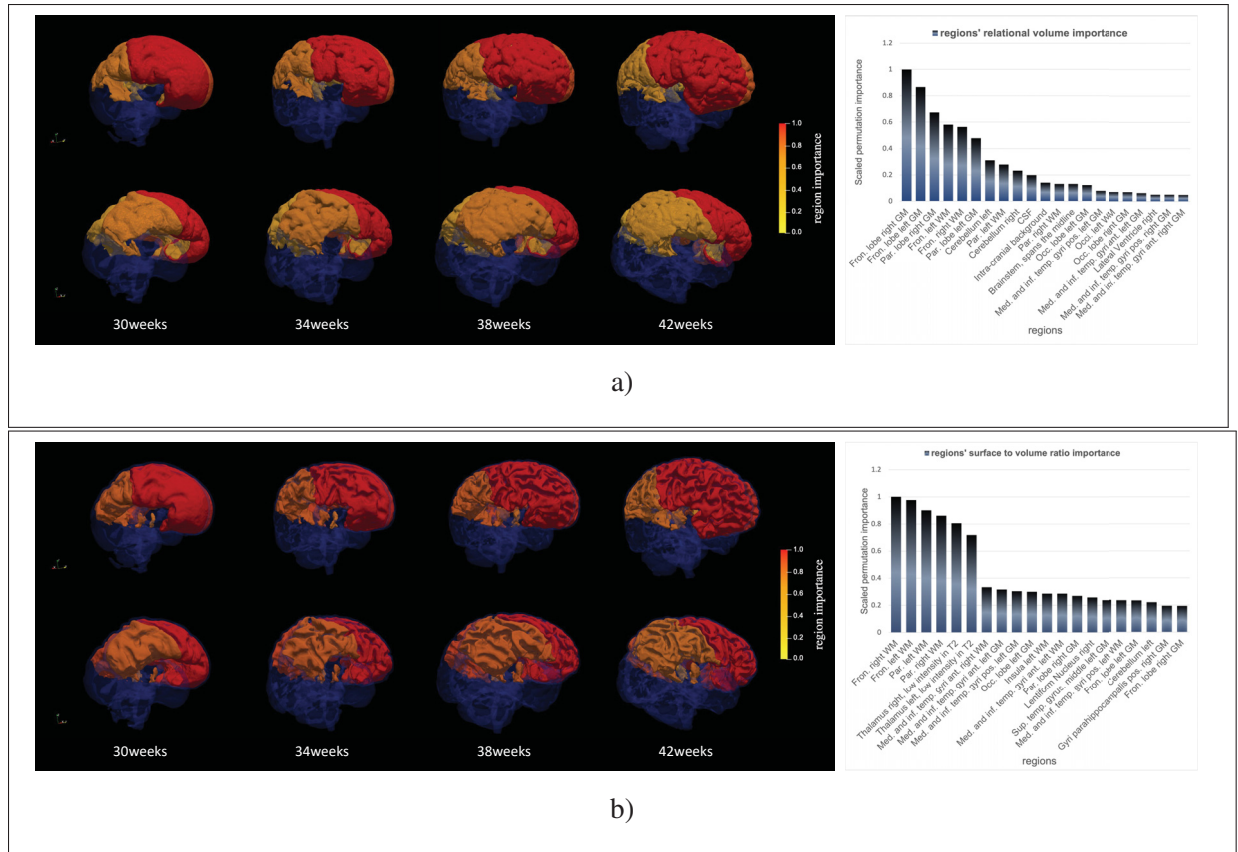 regions' relational volume importance
1.2
1
0.8
0.6
0.4
0.2
0
Scaled permutation importance
Fron. lobe right GM
Fron. lobe left GM
Par. lobe right GM
Fron. left WM
Fron. right WM
Par. lobe left GM
Cerebellum left
Par. left WM
Cerebellum right
CSF
Intra-cranial background
Par. right WM
Brainstem, spans the midline
Occ. lobe left GM
Med. and inf. temp. gyri pos. left GM
Occi. left WM
Occ. lobe right GM
Med. and inf. temp. gyri ant. left GM
Lateral Ventricle right
Med. and inf. temp. gyri pos. right GM
Med. and inf. temp. gyri ant. right GM
regions
1.0
0.8
0.6
0.4
0.2
0.0
region importance
30weeks
34weeks
38weeks
42weeks
a)
regions' surface to volume ratio importance
1.2
1
0.8
0.6
0.4
0.2
0
Scaled permutation importance
Fron. right WM
Fron. left WM
Par. left WM
Par. right WM
Thalamus right, low intensity in T2
Thalamus left, low intensity in T2
Med. and inf. temp. gyri ant. right WM
Med. and inf. temp. gyri ant. left GM
Med. and inf. temp. gyri pos. left GM
Occ. lobe left GM
Insula left WM
Med. and inf. temp. gyri ant. left WM
Par. lobe right GM
Lentiform Nucleus right
Sup. temp. gyrus, middle left GM
Med. and inf. temp. gyri pos. left WM
Fron. lobe left GM
Cerebellum left
Gyri parahippocampalis pos. right GM
Fron. lobe right GM
regions
1.0
0.8
0.6
0.4
0.2
0.0
region importance
30weeks
34weeks
38weeks
42weeks
b)